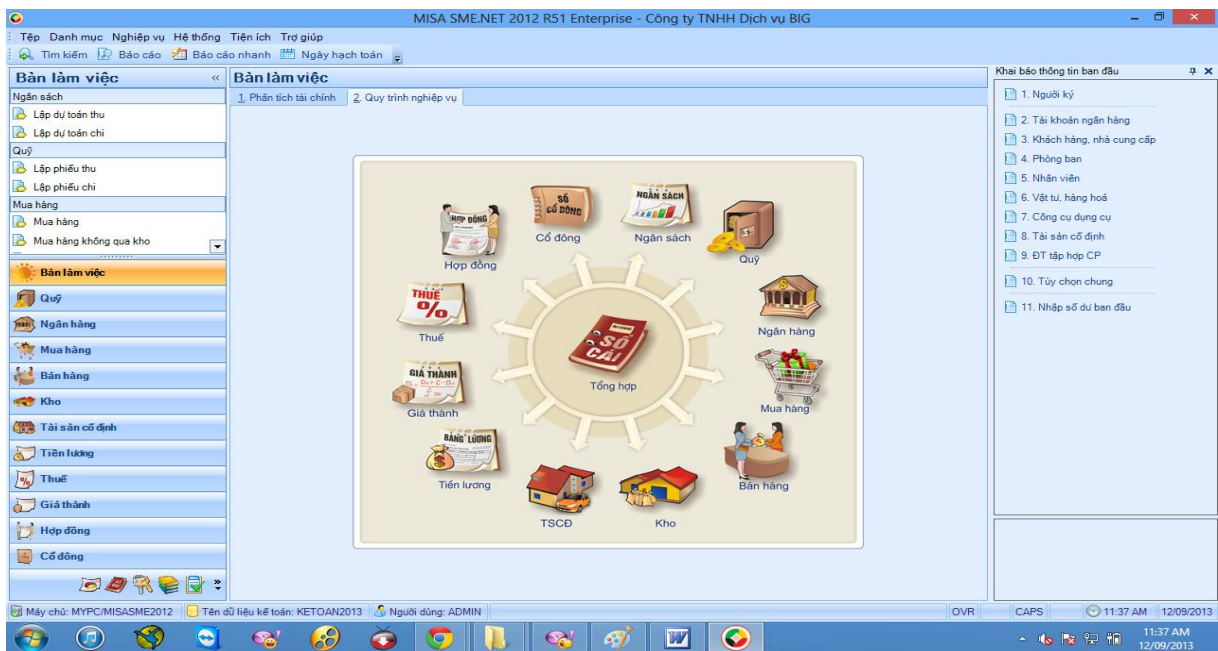 MISA SME.NET 2012 R51 Enterprise - Công ty TNHH Dịch vụ BIG
Tệp Danh mục Nghiệp vụ Hệ thống Tiện ích Trợ giúp
Tìm kiếm Báo cáo Báo cáo nhanh Ngày hạch toán
Bàn làm việc «
Ngân sách
Lập dự toán thu
Lập dự toán chi
Quỹ
Lập phiếu thu
Lập phiếu chi
Mua hàng
Mua hàng
Mua hàng không qua kho
Bàn làm việc
Quỹ
Ngân hàng
Mua hàng
Bán hàng
Kho
Tài sản cố định
Tiền lương
Thuế
Giá thành
Hợp đồng
Cổ đông
Bàn làm việc
1. Phân tích tài chính 2. Quy trình nghiệp vụ
HỢP ĐỒNG
Hợp đồng
SỔ CỔ ĐÔNG
Cổ đông
NGÂN SÁCH
Ngân sách
Quỹ
THUẾ %
Thuế
Ngân hàng
SỔ CÁI
Tổng hợp
GIÁ THÀNH
Giá thành
Mua hàng
BẢNG LƯƠNG
Tiền lương
Bán hàng
TSCĐ
Kho
Khai báo thông tin ban đầu
1. Người ký
2. Tài khoản ngân hàng
3. Khách hàng, nhà cung cấp
4. Phòng ban
5. Nhân viên
6. Vật tư, hàng hoá
7. Công cụ dụng cụ
8. Tài sản cố định
9. ĐT tập hợp CP
10. Tùy chọn chung
11. Nhập số dư ban đầu
Máy chủ: MYPC/MISASME2012 Tên dữ liệu kế toán: KETOAN2013 Người dùng: ADMIN OVR CAPS 11:37 AM 12/09/2013
11:37 AM
12/09/2013